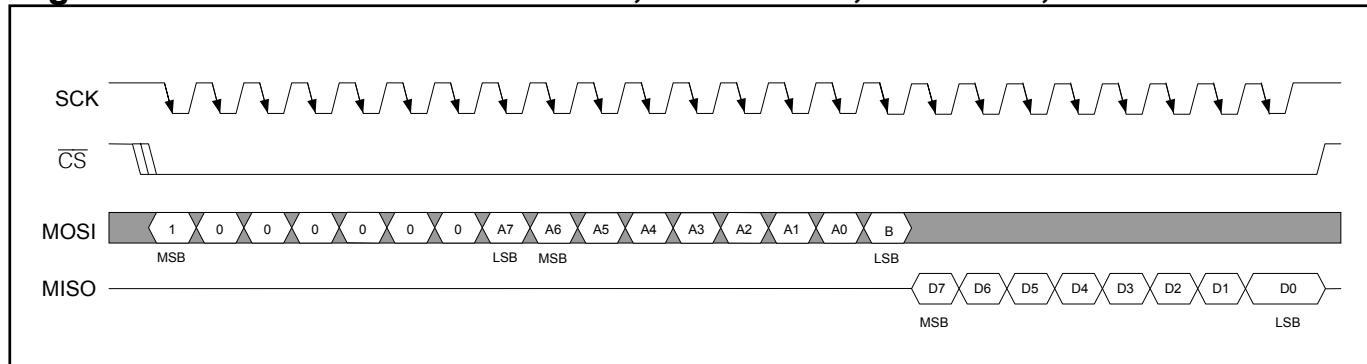 SCK
CS
MOSI 1 0 0 0 0 0 0 A7 A6 A5 A4 A3 A2 A1 A0 B
MSB LSB MSB LSB
MISO D7 D6 D5 D4 D3 D2 D1 D0
MSB LSB